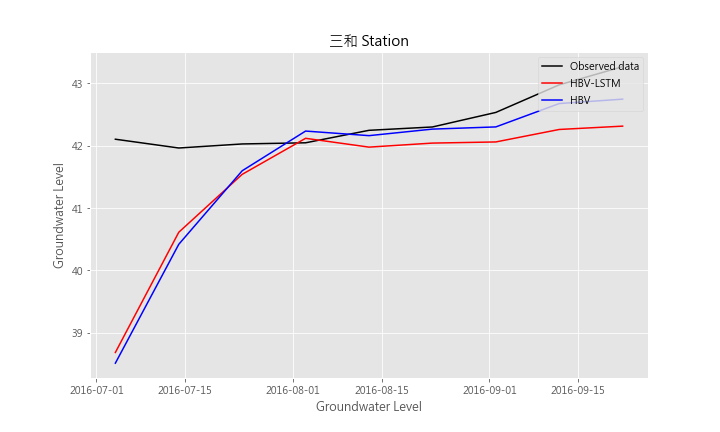 三和 Station
Observed data
HBV-LSTM
HBV
Groundwater Level
43
42
41
40
39
2016-07-01 2016-07-15 2016-08-01 2016-08-15 2016-09-01 2016-09-15
Groundwater Level